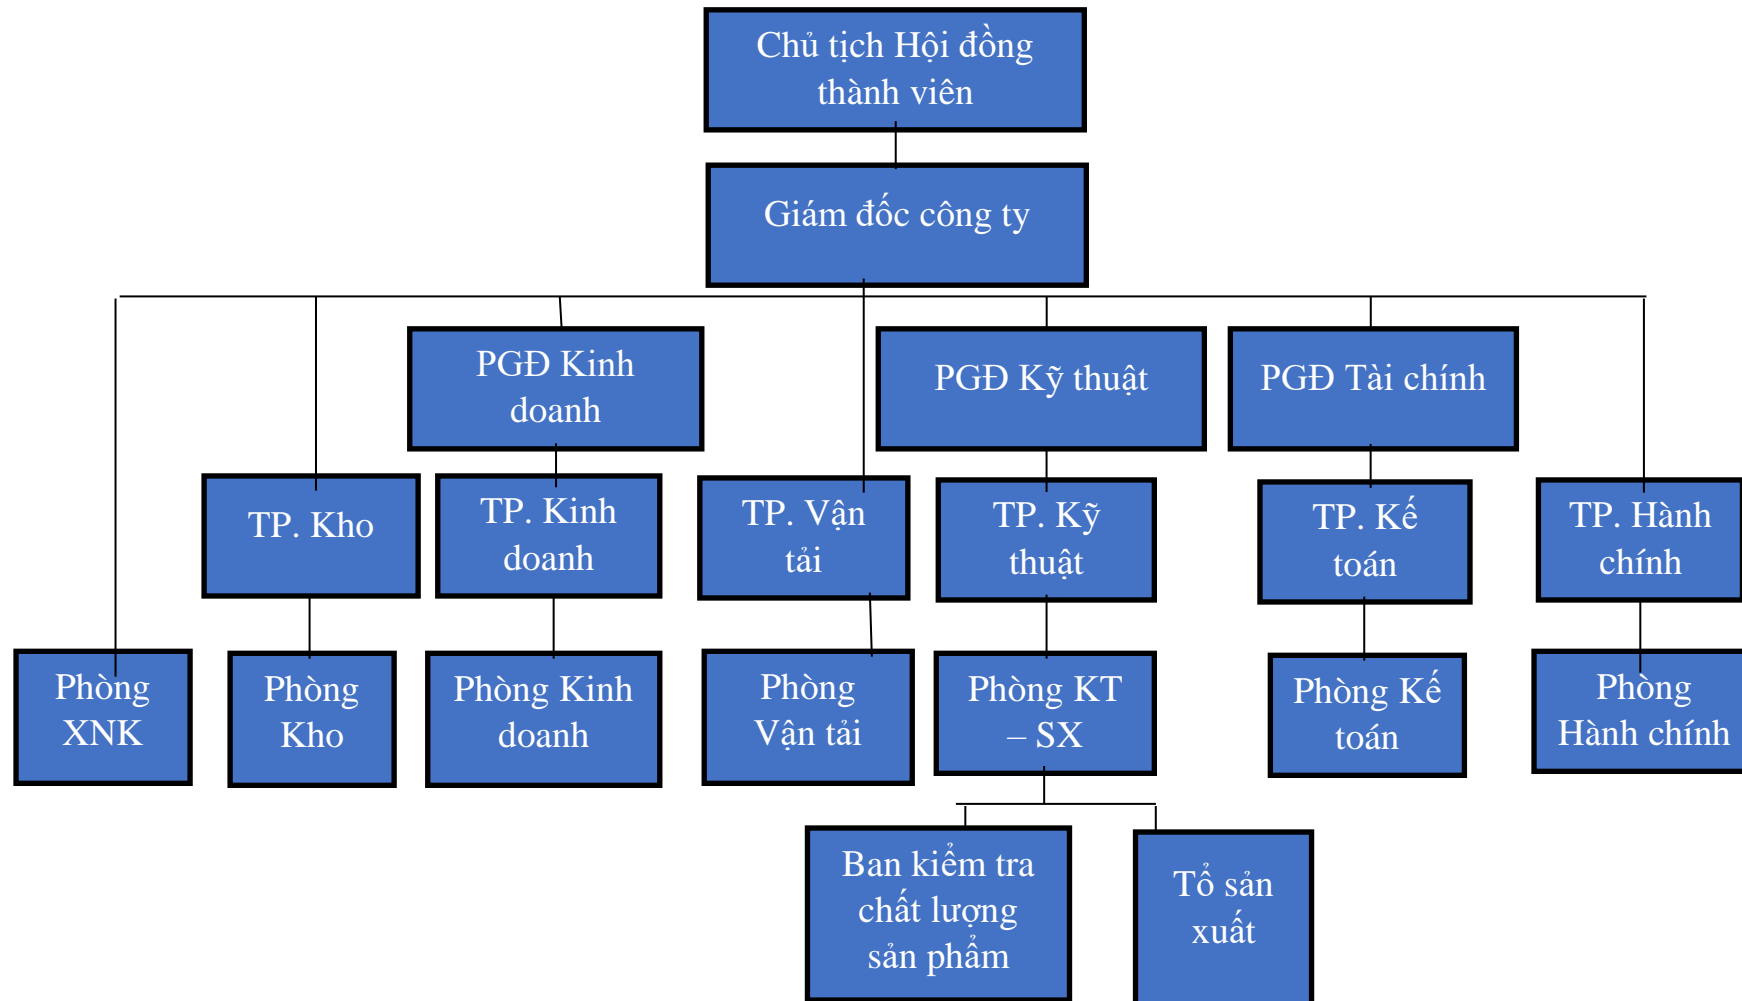 Chủ tịch Hội đồng
thành viên
Giám đốc công ty
PGĐ Kinh
doanh
PGĐ Kỹ thuật
PGĐ Tài chính
TP. Kho
TP. Kinh
doanh
TP. Vận
tải
TP. Kỹ
thuật
TP. Kế
toán
TP. Hành
chính
Phòng
XNK
Phòng
Kho
Phòng Kinh
doanh
Phòng
Vận tải
Phòng KT
– SX
Phòng Kế
toán
Phòng
Hành chính
Ban kiểm tra
chất lượng
sản phẩm
Tổ sản
xuất